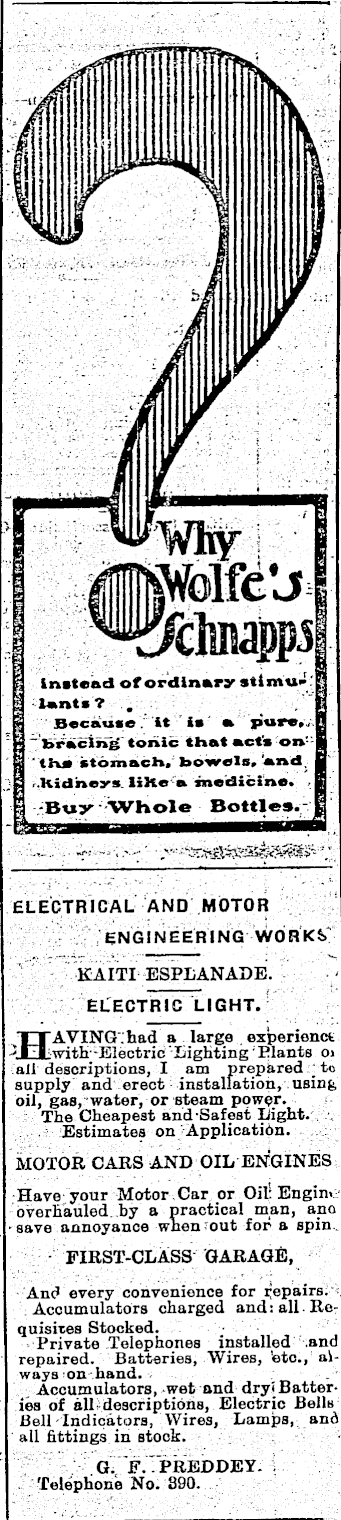 ?
Why
Wolfe's
Schnapps
instead of ordinary stimu-
lants?
Because it is a pure,
bracing tonic that acts on
the stomach, bowels, and
kidneys like a medicine.
Buy Whole Bottles.
ELECTRICAL AND MOTOR
ENGINEERING WORKS
KAITI ESPLANADE.
ELECTRIC LIGHT.
HAVING had a large experience
with Electric Lighting Plants of
all descriptions, I am prepared to
supply and erect installation, using
oil, gas, water, or steam power.
The Cheapest and Safest Light.
Estimates on Application.
MOTOR CARS AND OIL ENGINES
Have your Motor Car or Oil Engine
overhauled by a practical man, and
save annoyance when out for a spin.
FIRST-CLASS GARAGE,
And every convenience for repairs.
Accumulators charged and all Re-
quisites Stocked.
Private Telephones installed and
repaired. Batteries, Wires, etc., al-
ways on hand.
Accumulators, wet and dry Batter-
ies of all descriptions, Electric Bells
Bell Indicators, Wires, Lamps, and
all fittings in stock.
G. F. PREDDEY.
Telephone No. 390.